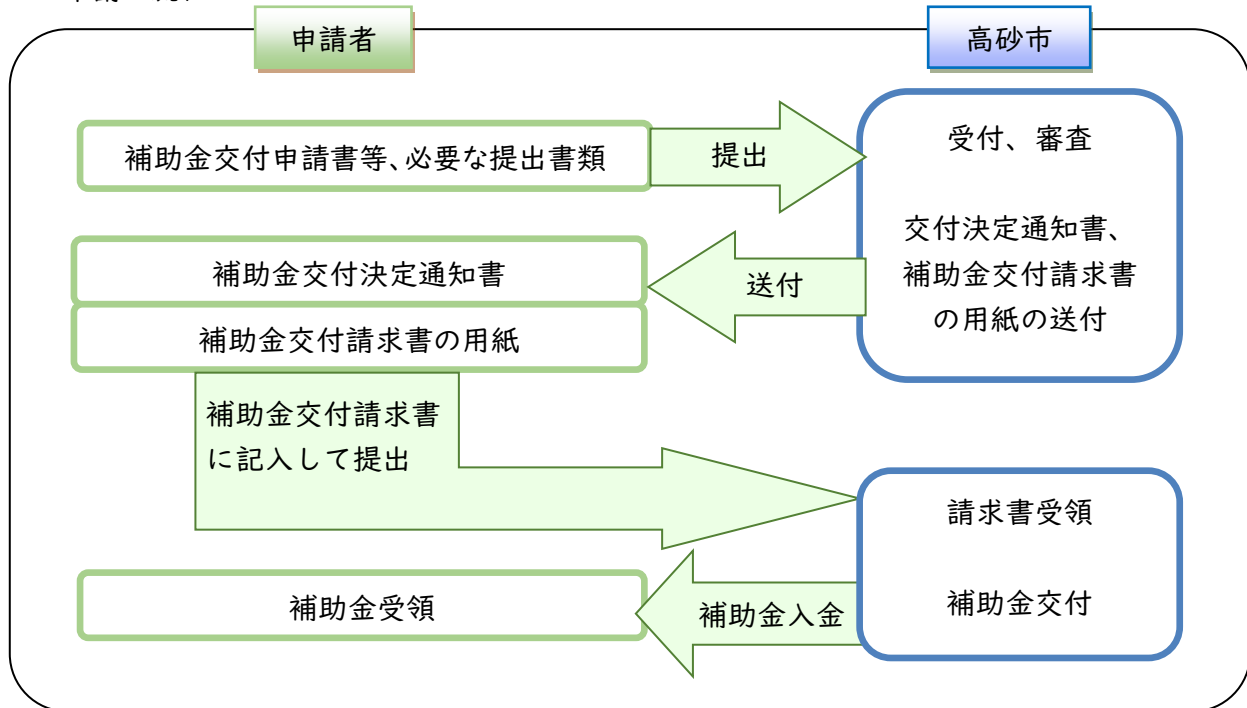 申請者
高砂市
補助金交付申請書等、必要な提出書類
提出
受付、審査
交付決定通知書、
補助金交付請求書
の用紙の送付
補助金交付決定通知書
送付
補助金交付請求書の用紙
補助金交付請求書
に記入して提出
請求書受領
補助金交付
補助金受領
補助金入金